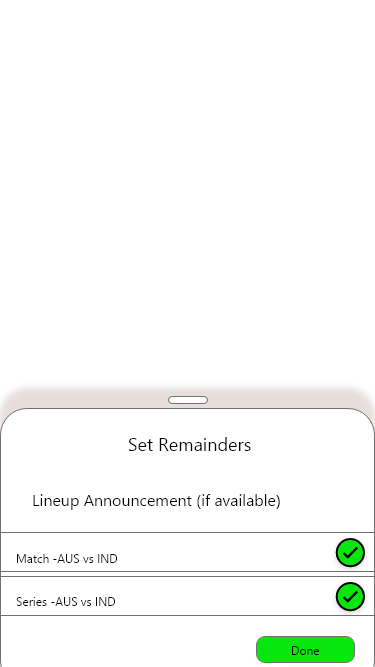 Set Remainders
Lineup Announcement (if available)
Match -AUS vs IND
Series -AUS vs IND
Done